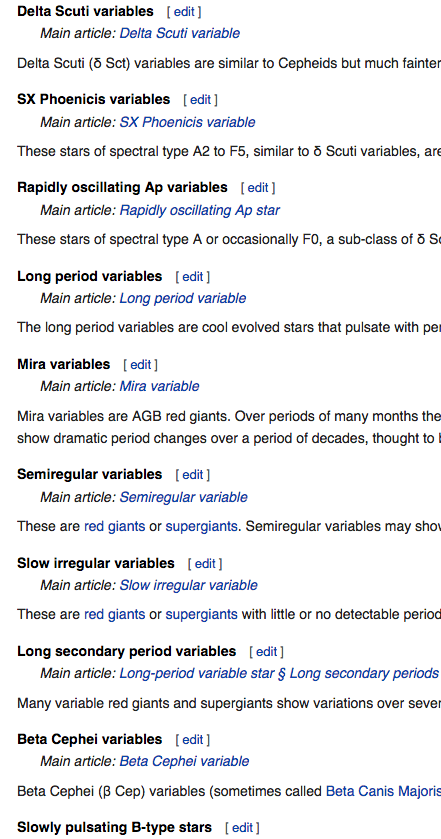 Delta Scuti variables [ edit ]
Main article: Delta Scuti variable
Delta Scuti (δ Sct) variables are similar to Cepheids but much fainter
SX Phoenicis variables [ edit ]
Main article: SX Phoenicis variable
These stars of spectral type A2 to F5, similar to δ Scuti variables, are
Rapidly oscillating Ap variables [ edit ]
Main article: Rapidly oscillating Ap star
These stars of spectral type A or occasionally F0, a sub-class of δ
Long period variables [ edit ]
Main article: Long period variable
The long period variables are cool evolved stars that pulsate with
Mira variables [ edit ]
Main article: Mira variable
Mira variables are AGB red giants. Over periods of many months the
show dramatic period changes over a period of decades, thought to
Semiregular variables [ edit ]
Main article: Semiregular variable
These are red giants or supergiants. Semiregular variables may
Slow irregular variables [ edit ]
Main article: Slow irregular variable
These are red giants or supergiants with little or no detectable
Long secondary period variables [ edit ]
Main article: Long-period variable star § Long secondary periods
Many variable red giants and supergiants show variations over
Beta Cephei variables [ edit ]
Main article: Beta Cephei variable
Beta Cephei (β Cep) variables (sometimes called Beta Canis Majoris
Slowly pulsating B-type stars [ edit ]